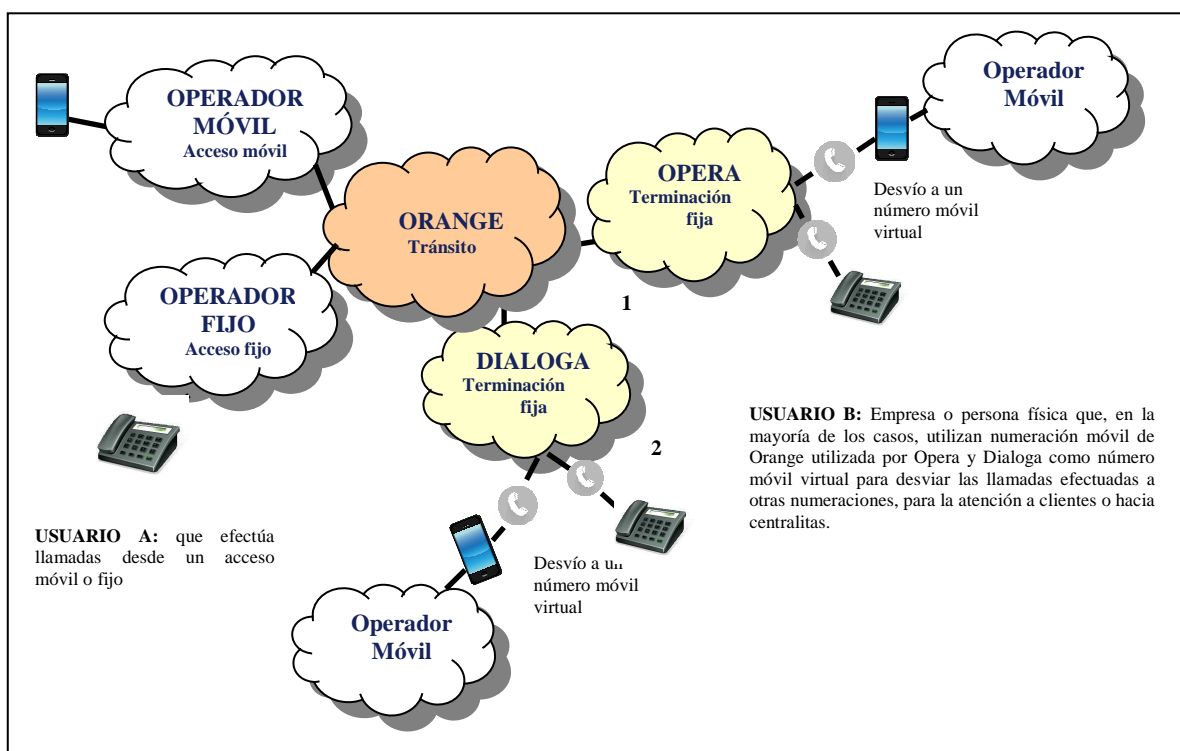 OPERADOR
MÓVIL
Acceso móvil
Operador
Móvil
OPERA
Terminación
fija
Desvío a un
número móvil
virtual
ORANGE
Tránsito
OPERADOR
FIJO
Acceso fijo
1
DIALOGA
Terminación
fija
2
USUARIO B: Empresa o persona física que, en la
mayoría de los casos, utilizan numeración móvil de
Orange utilizada por Opera y Dialoga como número
móvil virtual para desviar las llamadas efectuadas a
otras numeraciones, para la atención a clientes o hacia
centralitas.
USUARIO A: que efectúa
llamadas desde un acceso
móvil o fijo
Desvío a un
número móvil
virtual
Operador
Móvil